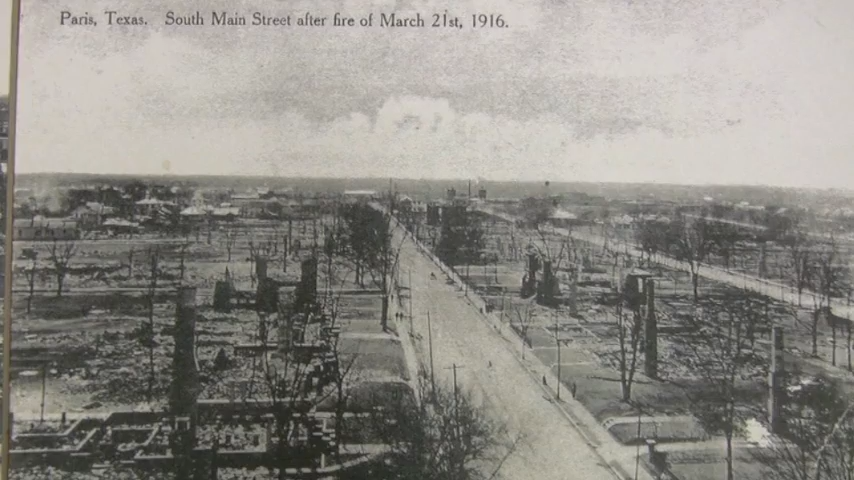 Paris, Texas. South Main Street after fire of March 21st, 1916.